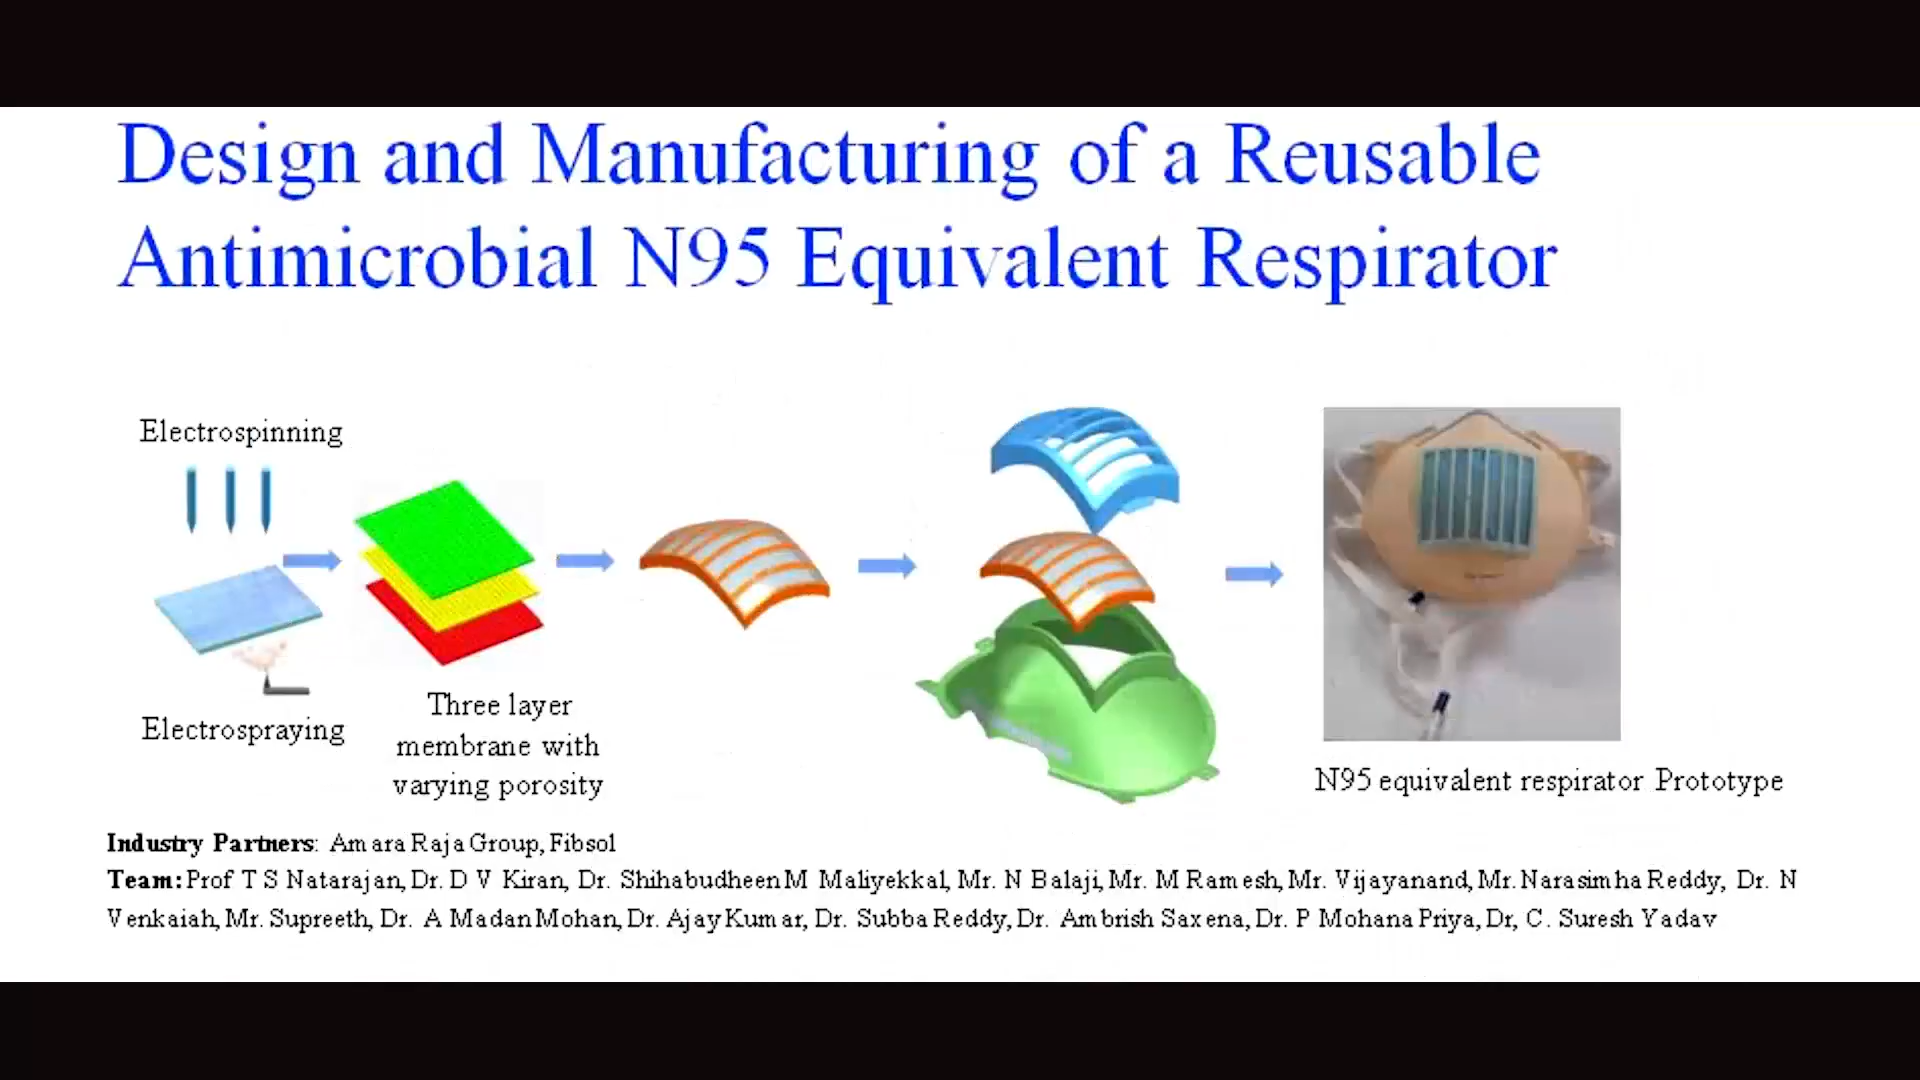 Design and Manufacturing of a Reusable
Antimicrobial N95 Equivalent Respirator
Electrospinning
Electrospraying
Three layer
membrane with
varying porosity
N95 equivalent respirator Prototype
Industry Partners: Amara Raja Group, Fibsol
Team: Prof T S Natarajan, Dr. D V Kiran, Dr. Shihabudheen M Maliyekkal, Mr. N Balaji, Mr. M Ramesh, Mr. Vijayanand, Mr. Narasimha Reddy, Dr. N
Venkaiah, Mr. Supreeth, Dr. A Madan Mohan, Dr. Ajay Kumar, Dr. Subba Reddy, Dr. Ambrish Saxena, Dr. P Mohana Priya, Dr, C. Suresh Yadav